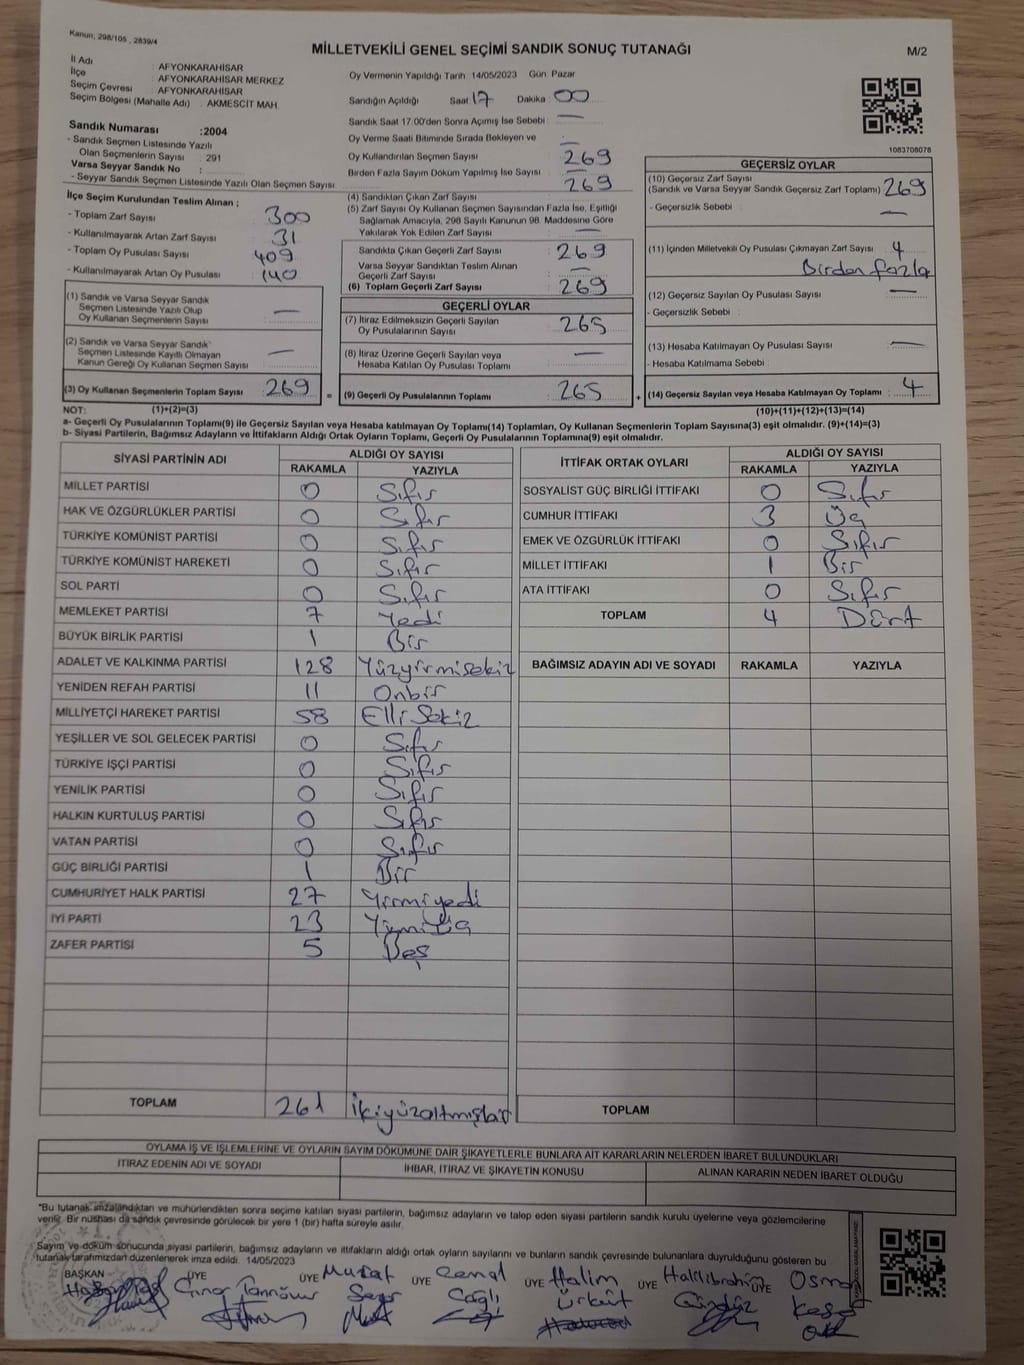 Kanun; 298/105 , 2839/4
MİLLETVEKİLİ GENEL SEÇİMİ SANDIK SONUÇ TUTANAĞI
M/2
İl Adı : AFYONKARAHİSAR
İlçe : AFYONKARAHİSAR MERKEZ
Seçim Çevresi : AFYONKARAHİSAR
Seçim Bölgesi (Mahalle Adı) : AKMESCİT MAH.
Sandık Numarası :2004
- Sandık Seçmen Listesinde Yazılı
Olan Seçmenlerin Sayısı : 291
Varsa Seyyar Sandık No :
- Seyyar Sandık Seçmen Listesinde Yazılı Olan Seçmen Sayısı
Oy Vermenin Yapıldığı Tarih 14/05/2023 Gün: Pazar
Sandığın Açıldığı Saat 17 Dakika : 00
Sandık Saat 17:00'den Sonra Açımış İse Sebebi : —
Oy Verme Saati Bitiminde Sırada Bekleyen ve —
Oy Kullandırılan Seçmen Sayısı 269
Birden Fazla Sayım Döküm Yapılmış İse Sayısı : 269
1083708078
İlçe Seçim Kurulundan Teslim Alınan ;
- Toplam Zarf Sayısı 300
- Kullanılmayarak Artan Zarf Sayısı 31
- Toplam Oy Pusulası Sayısı 409
- Kullanılmayarak Artan Oy Pusulası 140
(4) Sandıktan Çıkan Zarf Sayısı
(5) Zarf Sayısı Oy Kullanan Seçmen Sayısından Fazla İse, Eşitliği
Sağlamak Amacıyla, 298 Sayılı Kanunun 98. Maddesine Göre
Yakılarak Yok Edilen Zarf Sayısı : —
Sandıkta Çıkan Geçerli Zarf Sayısı : 269
Varsa Seyyar Sandıktan Teslim Alınan
Geçerli Zarf Sayısı : —
(6) Toplam Geçerli Zarf Sayısı : 269
GEÇERSİZ OYLAR
(10) Geçersiz Zarf Sayısı
(Sandık ve Varsa Seyyar Sandık Geçersiz Zarf Toplamı) 269
- Geçersizlik Sebebi : —
(11) İçinden Milletvekili Oy Pusulası Çıkmayan Zarf Sayısı 4
Birden fazla
(12) Geçersiz Sayılan Oy Pusulası Sayısı —
- Geçersizlik Sebebi :
(13) Hesaba Katılmayan Oy Pusulası Sayısı —
- Hesaba Katılmama Sebebi
(14) Geçersiz Sayılan veya Hesaba Katılmayan Oy Toplamı : 4
(10)+(11)+(12)+(13)=(14)
(1) Sandık ve Varsa Seyyar Sandık
Seçmen Listesinde Yazılı Olup
Oy Kullanan Seçmenlerin Sayısı : —
(2) Sandık ve Varsa Seyyar Sandık
Seçmen Listesinde Kayıtlı Olmayan
Kanun Gereği Oy Kullanan Seçmen Sayısı —
(3) Oy Kullanan Seçmenlerin Toplam Sayısı : 269
=
GEÇERLİ OYLAR
(7) İtiraz Edilmeksizin Geçerli Sayılan
Oy Pusulalarının Sayısı : 265
(8) İtiraz Üzerine Geçerli Sayılan veya
Hesaba Katılan Oy Pusulası Toplamı : —
(9) Geçerli Oy Pusulalarının Toplamı : 265
+
NOT: (1)+(2)=(3)
a- Geçerli Oy Pusulalarının Toplamı(9) ile Geçersiz Sayılan veya Hesaba katılmayan Oy Toplamı(14) Toplamları, Oy Kullanan Seçmenlerin Toplam Sayısına(3) eşit olmalıdır. (9)+(14)=(3)
b- Siyasi Partilerin, Bağımsız Adayların ve İttifakların Aldığı Ortak Oyların Toplamı, Geçerli Oy Pusulalarının Toplamına(9) eşit olmalıdır.
SİYASİ PARTİNİN ADI
ALDIĞI OY SAYISI
RAKAMLA YAZIYLA
MİLLET PARTİSİ 0 Sıfır
HAK VE ÖZGÜRLÜKLER PARTİSİ 0 Sıfır
TÜRKİYE KOMÜNİST PARTİSİ 0 Sıfır
TÜRKİYE KOMÜNİST HAREKETİ 0 Sıfır
SOL PARTİ 0 Sıfır
MEMLEKET PARTİSİ 7 Yedi
BÜYÜK BİRLİK PARTİSİ 1 Bir
ADALET VE KALKINMA PARTİSİ 128 Yüzyirmisekiz
YENİDEN REFAH PARTİSİ 11 Onbir
MİLLİYETÇİ HAREKET PARTİSİ 58 Elli Sekiz
YEŞİLLER VE SOL GELECEK PARTİSİ 0 Sıfır
TÜRKİYE İŞÇİ PARTİSİ 0 Sıfır
YENİLİK PARTİSİ 0 Sıfır
HALKIN KURTULUŞ PARTİSİ 0 Sıfır
VATAN PARTİSİ 0 Sıfır
GÜÇ BİRLİĞİ PARTİSİ 1 Bir
CUMHURİYET HALK PARTİSİ 27 Yirmiyedi
İYİ PARTİ 23 Yirmiüç
ZAFER PARTİSİ 5 Beş
TOPLAM 261 İkiyüzaltmışbir
İTTİFAK ORTAK OYLARI
ALDIĞI OY SAYISI
RAKAMLA YAZIYLA
SOSYALİST GÜÇ BİRLİĞİ İTTİFAKI 0 Sıfır
CUMHUR İTTİFAKI 3 Üç
EMEK VE ÖZGÜRLÜK İTTİFAKI 0 Sıfır
MİLLET İTTİFAKI 1 Bir
ATA İTTİFAKI 0 Sıfır
TOPLAM 4 Dört
BAĞIMSIZ ADAYIN ADI VE SOYADI RAKAMLA YAZIYLA
TOPLAM
OYLAMA İŞ VE İŞLEMLERİNE VE OYLARIN SAYIM DÖKÜMÜNE DAİR ŞİKAYETLERLE BUNLARA AİT KARARLARIN NELERDEN İBARET BULUNDUKLARI
İTİRAZ EDENİN ADI VE SOYADI
İHBAR, İTİRAZ VE ŞİKAYETİN KONUSU
ALINAN KARARIN NEDEN İBARET OLDUĞU
"Bu tutanak imzalandıktan ve mühürlendikten sonra seçime katılan siyasi partilerin, bağımsız adayların ve talep eden siyasi partilerin sandık kurulu üyelerine veya gözlemcilerine
verilir. Bir nüshası da sandık çevresinde görülecek bir yere 1 (bir) hafta süreyle asılır.
Sayım ve döküm sonucunda siyasi partilerin, bağımsız adayların ve ittifakların aldığı ortak oyların sayılarını ve bunların sandık çevresinde bulunanlara duyrulduğunu gösteren bu
tutanak tarafımızdan düzenlenerek imza edildi. 14/05/2023
BAŞKAN ÜYE ÜYE Murat ÜYE Cemal ÜYE Halim ÜYE Halilibrahim ÜYE Osman
Çağlı Ürküt Gündüz